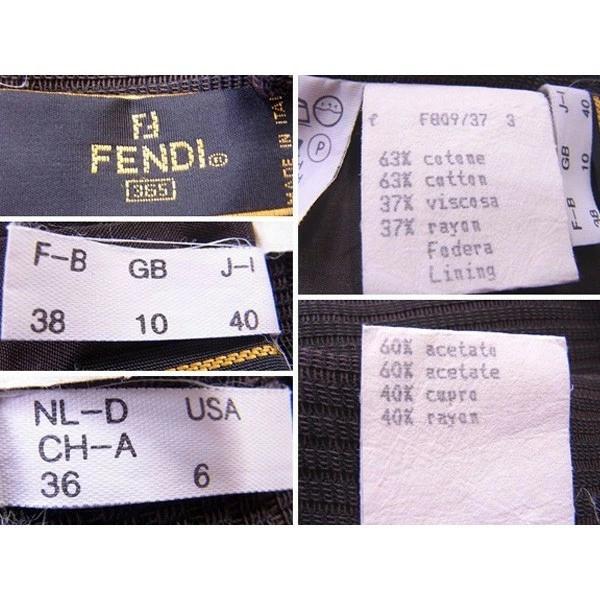 FENDI®
365
MADE IN ITAL
F-B GB J-I
38 10 40
NL-D USA
CH-A
36 6
P
f F809/37 3
63% cotone
63% cotton
37% viscosa
37% rayon
Fodera
Lining
F-B GB J-I
38 10 40
60% acetato
60% acetate
40% cupro
40% rayon